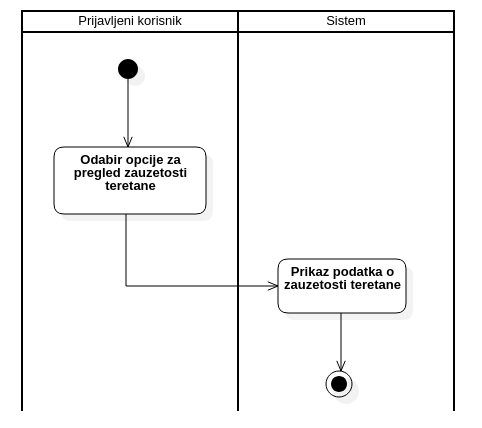 Prijavljeni korisnik
Sistem
Odabir opcije za
pregled zauzetosti
teretane
Prikaz podatka o
zauzetosti teretane